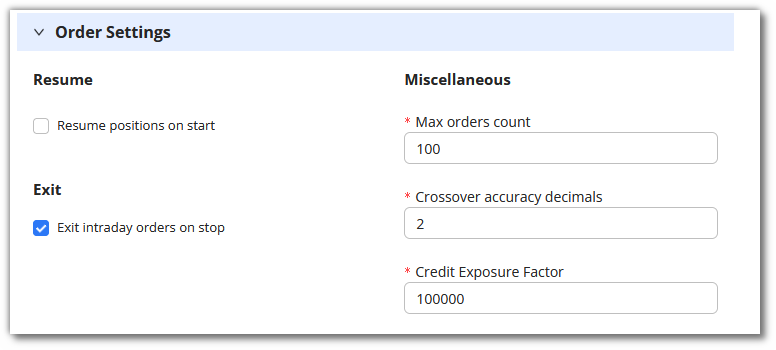 Order Settings
Resume
Resume positions on start
Exit
Exit intraday orders on stop
Miscellaneous
* Max orders count
100
* Crossover accuracy decimals
2
* Credit Exposure Factor
100000